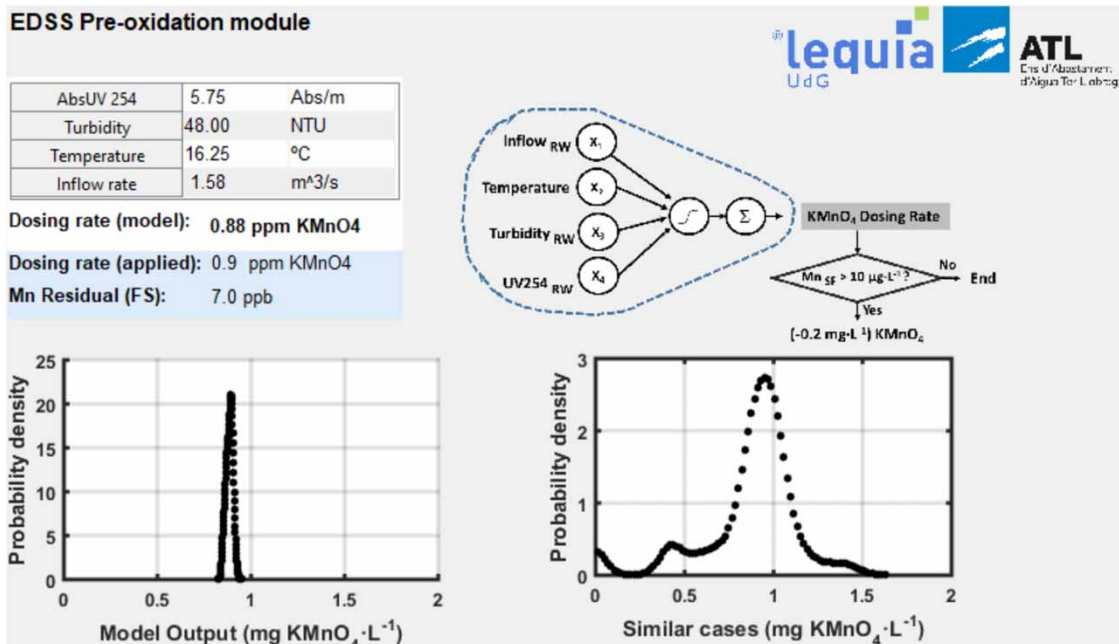 EDSS Pre-oxidation module
® lequia
UdG
ATL
Ens d'Abastament
d'Aigua Ter-Llobregat
AbsUV 254 5.75 Abs/m
Turbidity 48.00 NTU
Temperature 16.25 ºC
Inflow rate 1.58 m^3/s
Dosing rate (model): 0.88 ppm KMnO4
Dosing rate (applied): 0.9 ppm KMnO4
Mn Residual (FS): 7.0 ppb
Inflow RW X1
Temperature X2
Turbidity RW X3
UV254 RW X4
Σ
KMnO4 Dosing Rate
Mn SF > 10 µg·L-1?
No
End
Yes
(-0.2 mg·L-1) KMnO4
Probability density
25
20
15
10
5
0
0 0.5 1 1.5 2
Model Output (mg KMnO4·L-1)
Probability density
3
2
1
0
0 0.5 1 1.5 2
Similar cases (mg KMnO4·L-1)